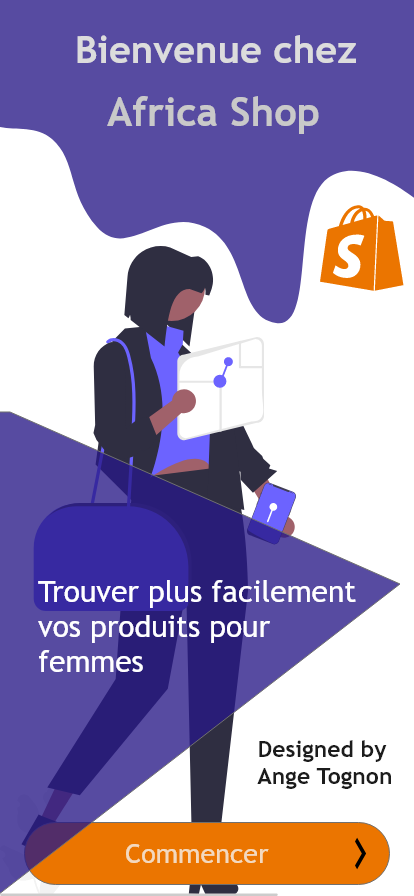 Bienvenue chez
Africa Shop
S
Trouver plus facilement
vos produits pour
femmes
Designed by
Ange Tognon
Commencer